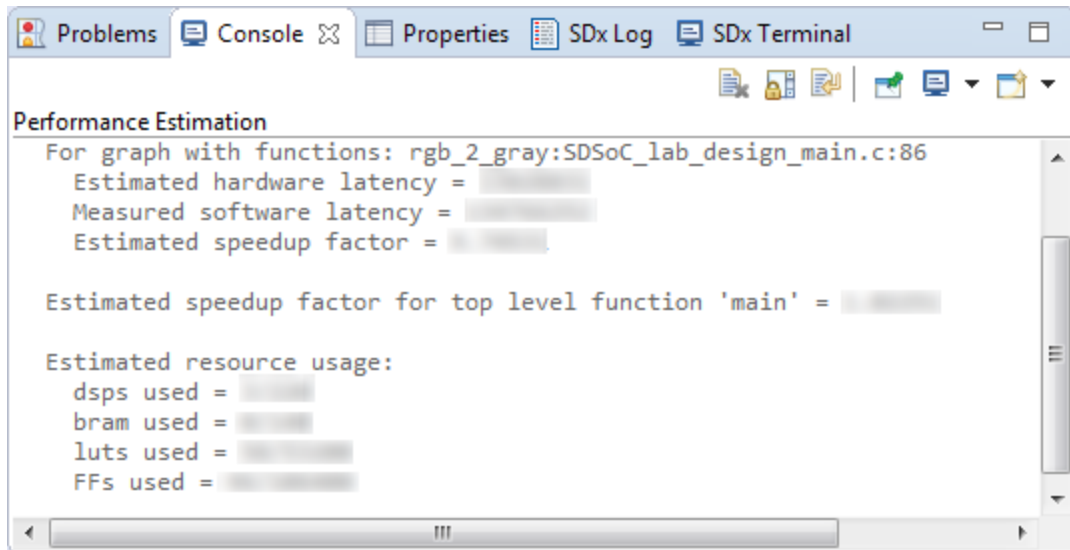 Problems Console Properties SDx Log SDx Terminal
Performance Estimation
For graph with functions: rgb_2_gray:SDSoC_lab_design_main.c:86
Estimated hardware latency =
Measured software latency =
Estimated speedup factor =
Estimated speedup factor for top level function 'main' =
Estimated resource usage:
dsps used =
bram used =
luts used =
FFs used =